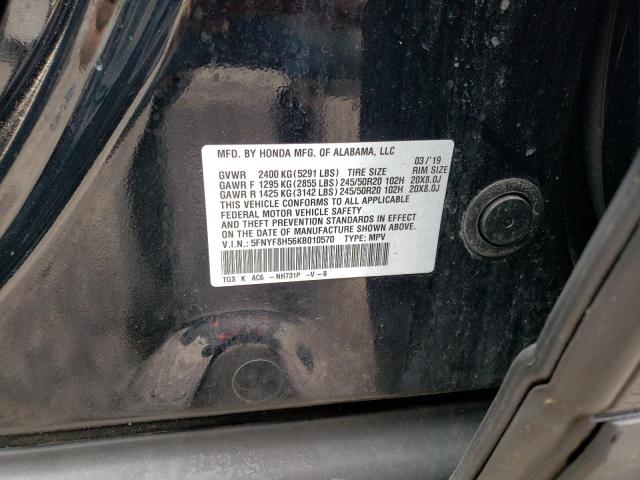 MFD. BY HONDA MFG. OF ALABAMA, LLC 03/'19
GVWR 2400 KG (5291 LBS) TIRE SIZE RIM SIZE
GAWR F 1295 KG (2855 LBS) 245/50R20 102H 20X8.0J
GAWR R 1425 KG (3142 LBS) 245/50R20 102H 20X8.0J
THIS VEHICLE CONFORMS TO ALL APPLICABLE
FEDERAL MOTOR VEHICLE SAFETY
AND THEFT PREVENTION STANDARDS IN EFFECT
ON THE DATE OF MANUFACTURE SHOWN ABOVE.
V.I.N.: 5FNYF8H56KB010570 TYPE: MPV
TGS K AC6 -NH731P -V-B